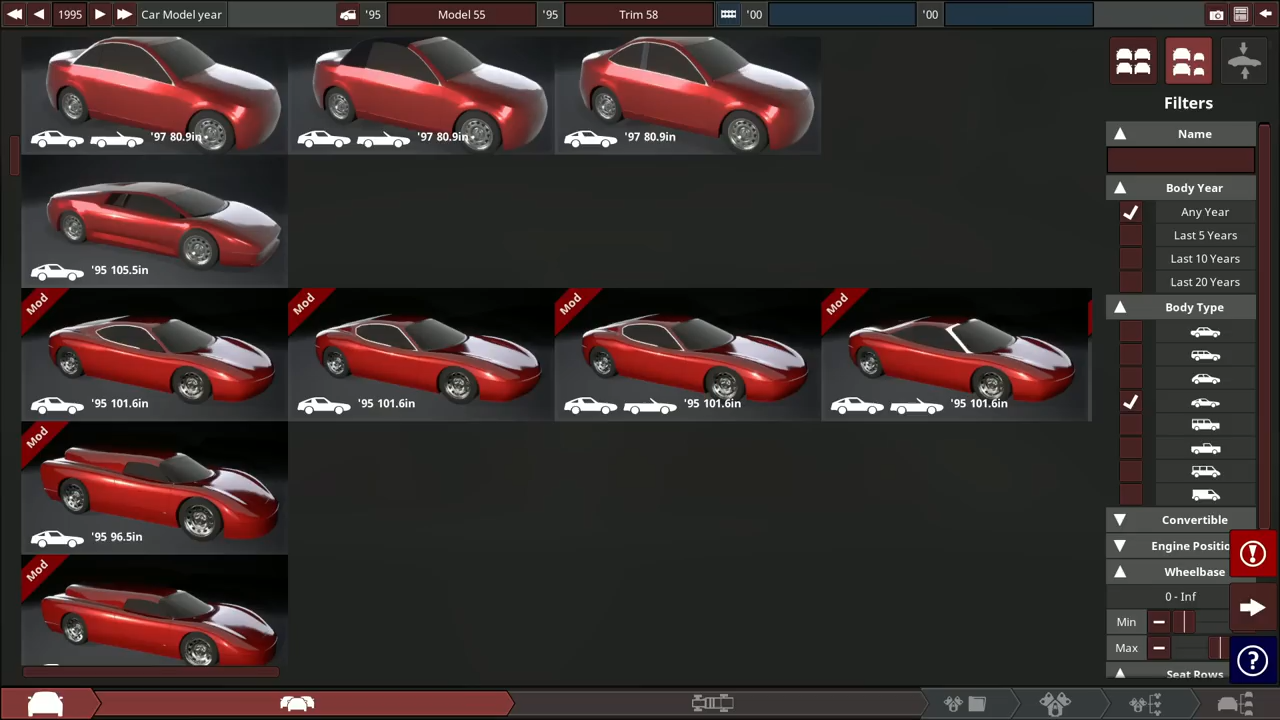 1995 Car Model year '95 Model 55 '95 Trim 58 '00 '00
'97 80.9in '97 80.9in '97 80.9in
'95 105.5in
Mod Mod Mod Mod
'95 101.6in '95 101.6in '95 101.6in '95 101.6in
Mod
'95 96.5in
Mod
Filters
Name
Body Year
Any Year
Last 5 Years
Last 10 Years
Last 20 Years
Body Type
Convertible
Engine Positio
Wheelbase
0 - Inf
Min
Max
Seat Rows